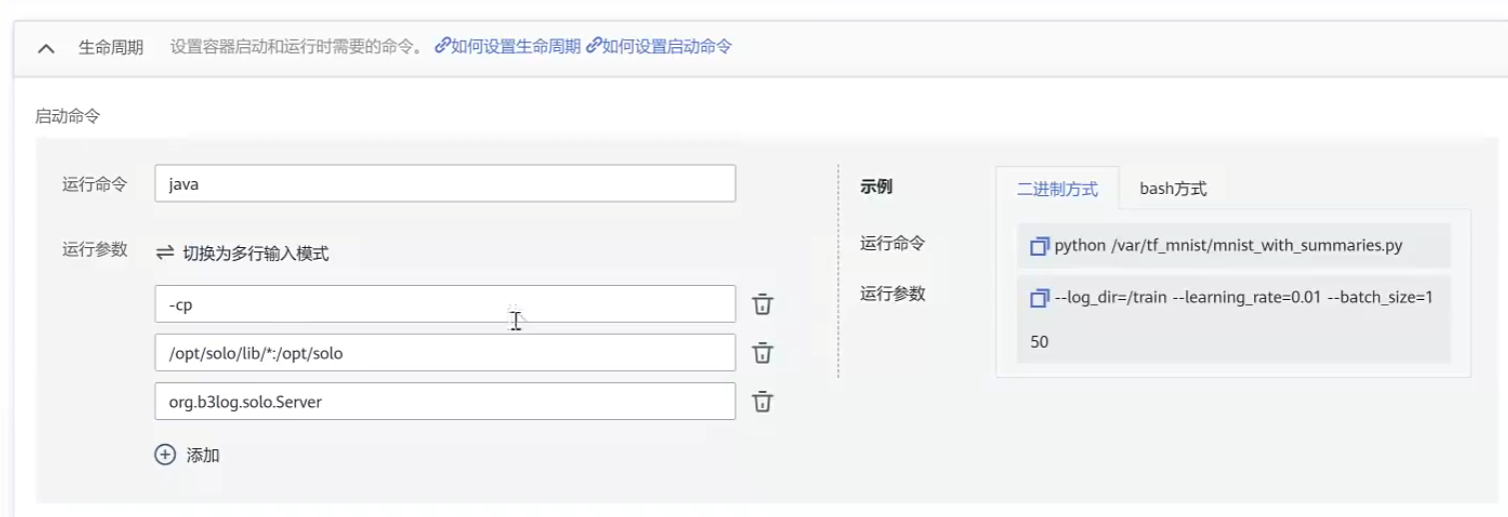 生命周期 设置容器启动和运行时需要的命令。 如何设置生命周期 如何设置启动命令
启动命令
运行命令 java
运行参数 切换为多行输入模式
-cp
/opt/solo/lib/*:/opt/solo
org.b3log.solo.Server
添加
示例 二进制方式 bash方式
运行命令 python /var/tf_mnist/mnist_with_summaries.py
运行参数 --log_dir=/train --learning_rate=0.01 --batch_size=1
50